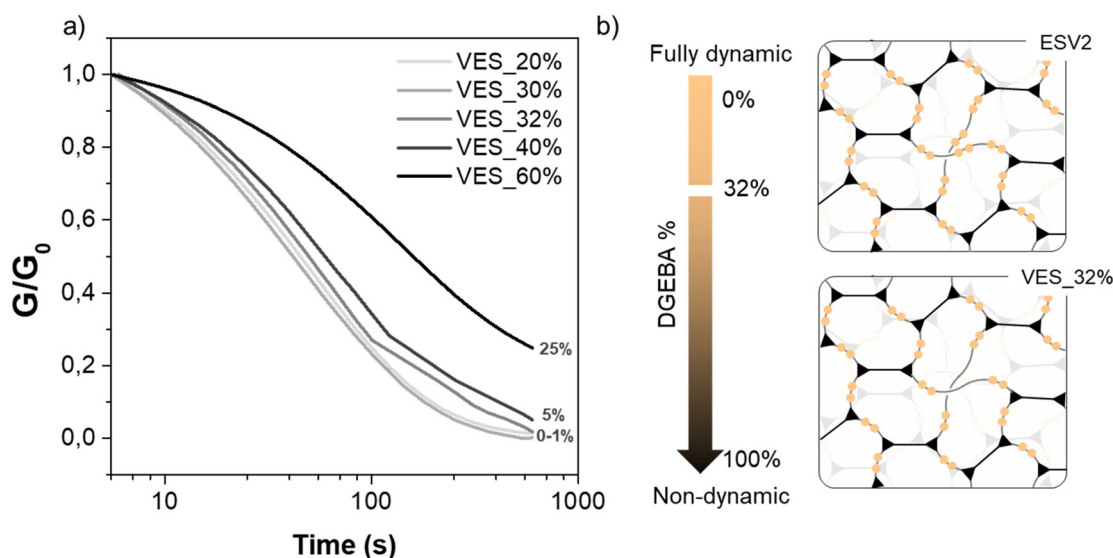 a)
VES_20%
VES_30%
VES_32%
VES_40%
VES_60%
1,0
0,8
0,6
0,4
0,2
0,0
G/G₀
25%
5%
0-1%
10
100
1000
Time (s)
b)
Fully dynamic
0%
32%
DGEBA %
100%
Non-dynamic
ESV2
VES_32%